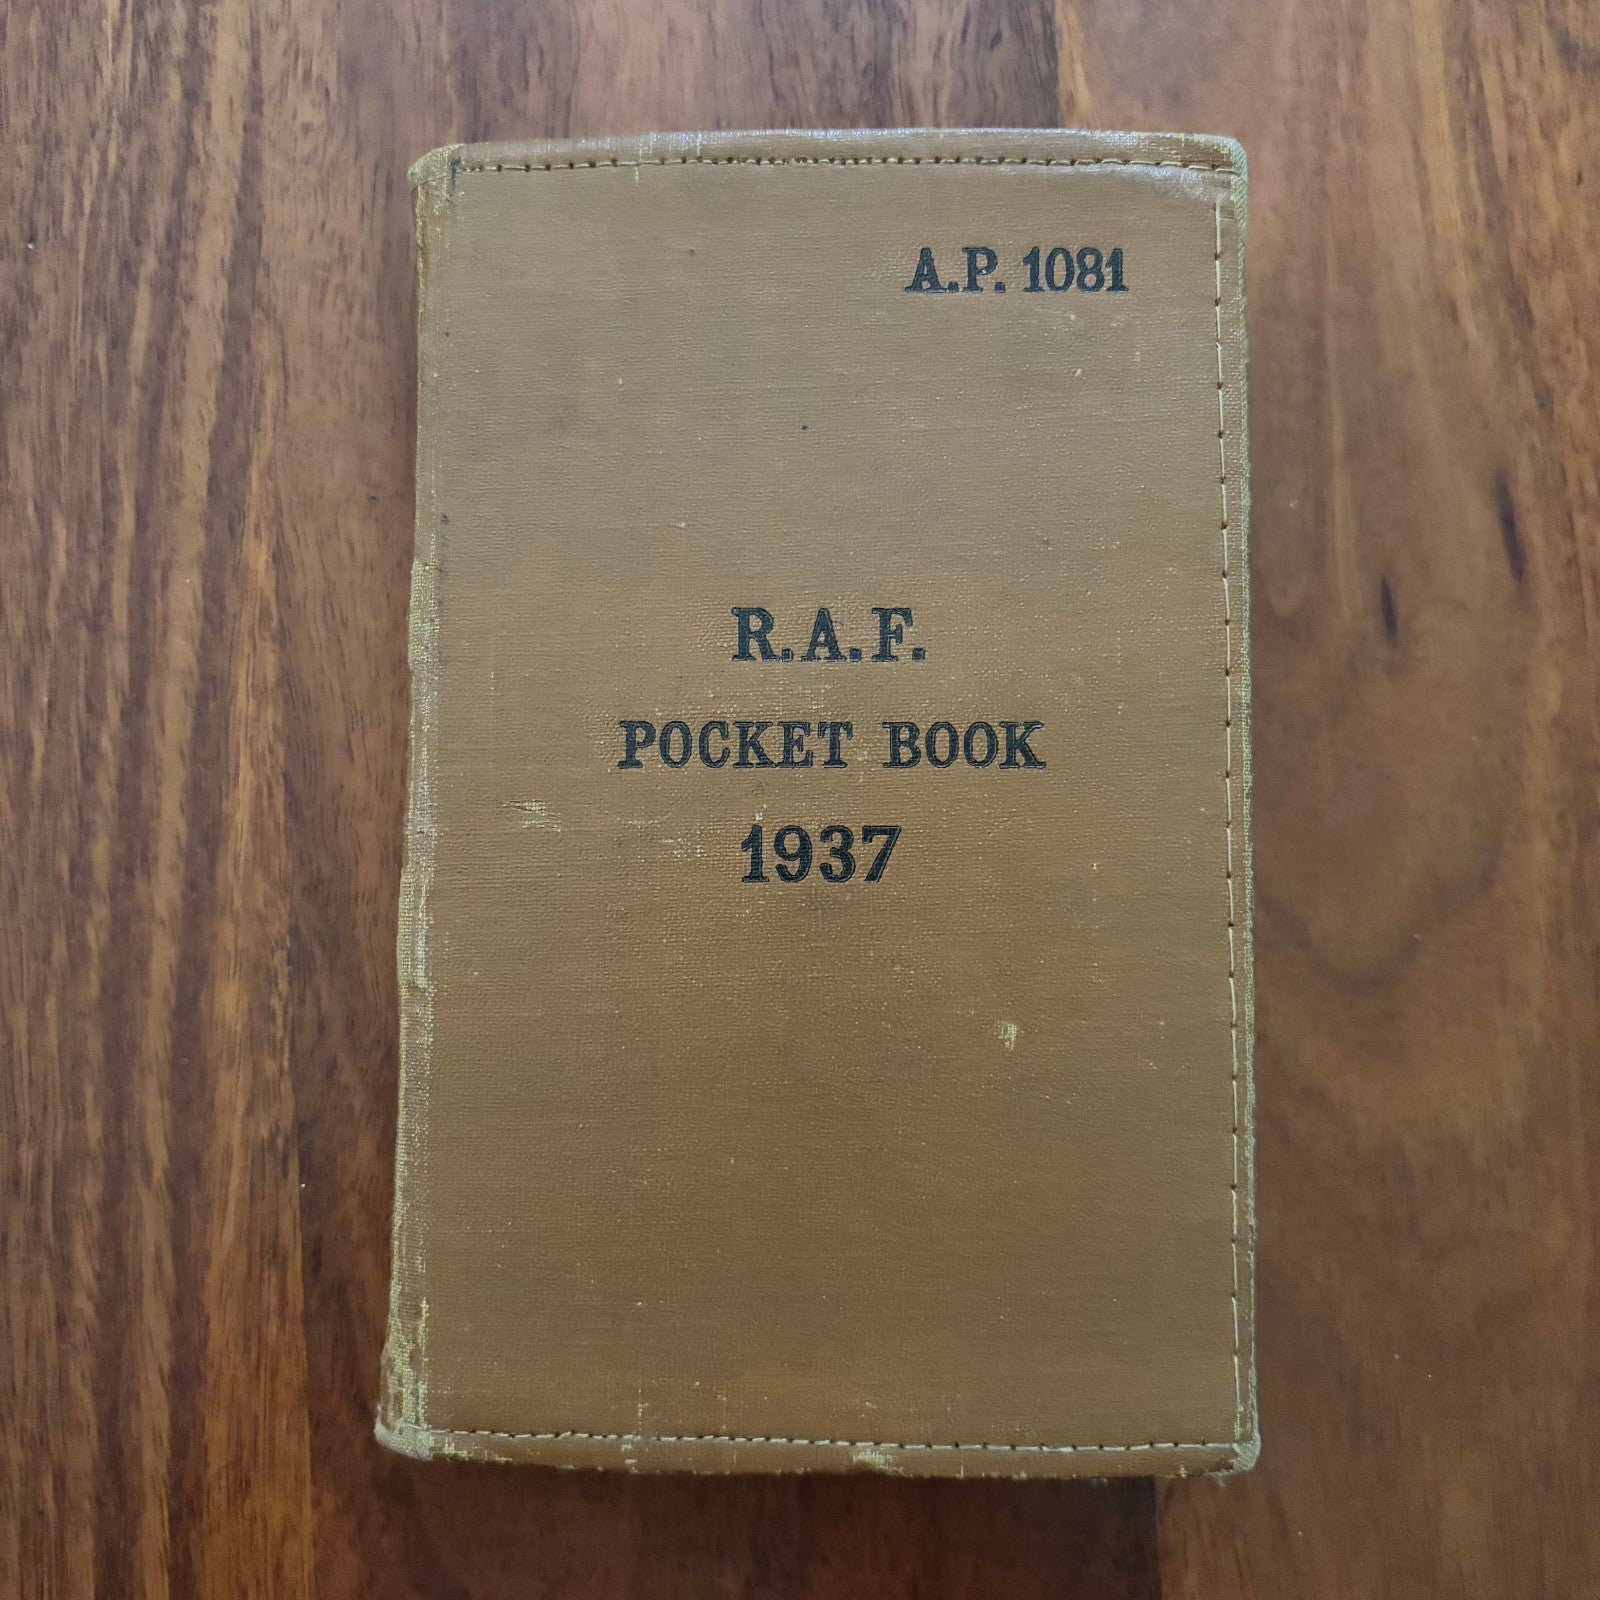 A.P. 1081
R.A.F.
POCKET BOOK
1937